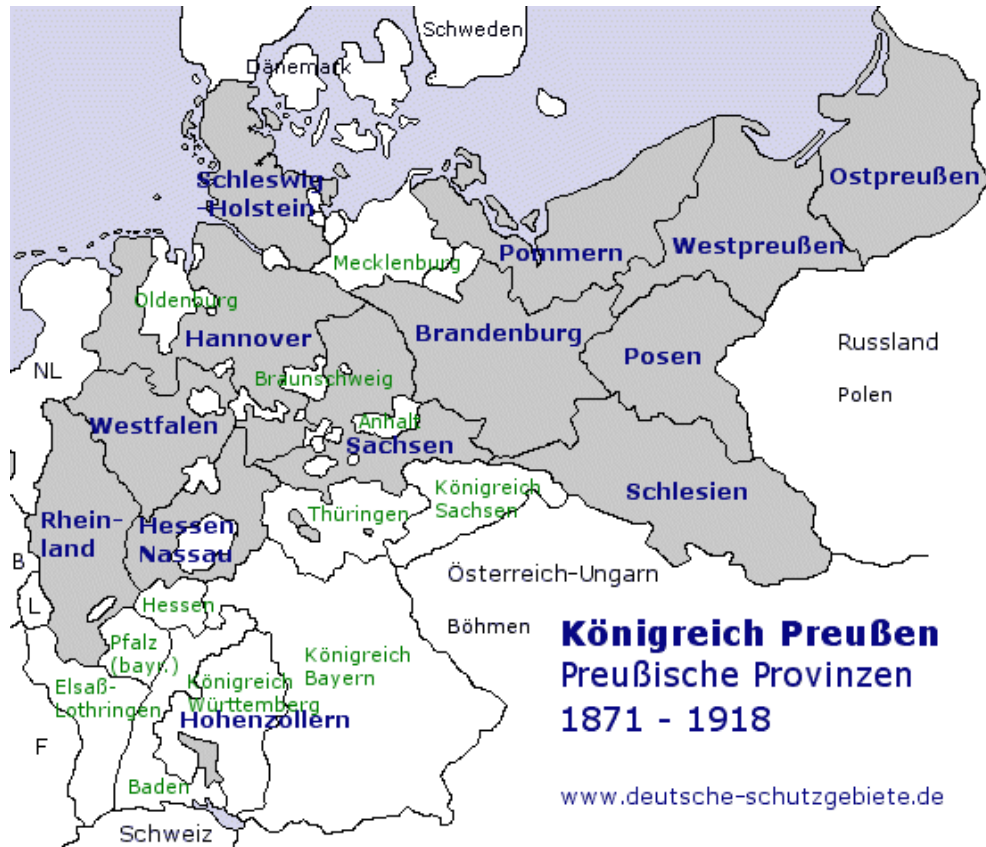 Schweden
Dänemark
Schleswig
-Holstein
Ostpreußen
Westpreußen
Pommern
Mecklenburg
Oldenburg
Hannover
Brandenburg
Posen
Russland
Polen
NL
Braunschweig
Westfalen
Anhalt
Sachsen
Königreich
Sachsen
Schlesien
Thüringen
Rhein-
land
Hessen
Nassau
B
L
Österreich-Ungarn
Böhmen
Hessen
Pfalz
(bayr.)
Königreich
Bayern
Elsaß-
Lothringen
Königreich
Württemberg
Hohenzollern
F
Baden
Schweiz
Königreich Preußen
Preußische Provinzen
1871 - 1918
www.deutsche-schutzgebiete.de